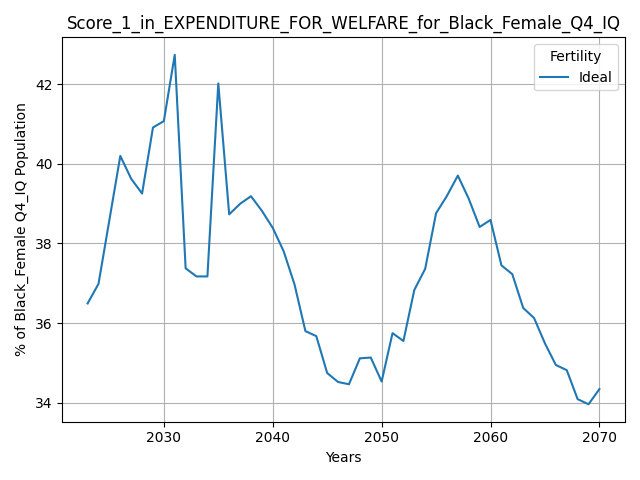 Score_1_in_EXPENDITURE_FOR_WELFARE_for_Black_Female_Q4_IQ
Fertility
Ideal
% of Black_Female Q4_IQ Population
42
40
38
36
34
2030
2040
2050
2060
2070
Years